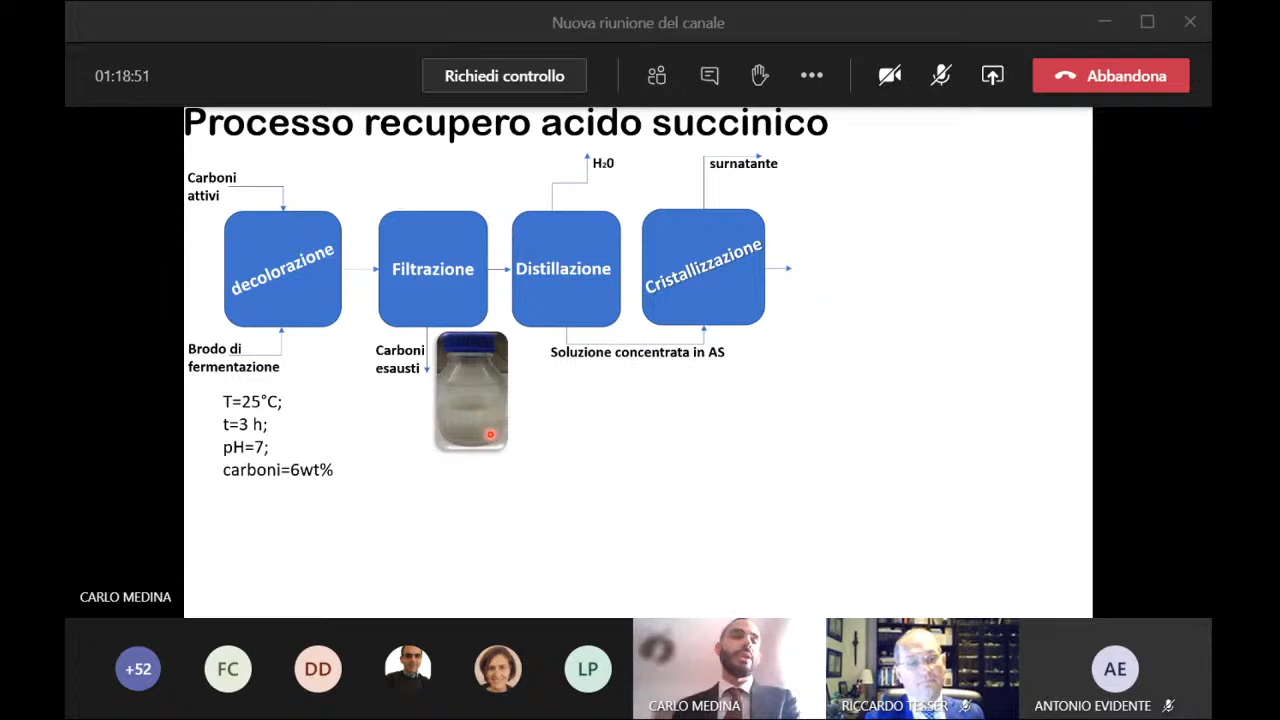 Nuova riunione del canale
01:18:51
Richiedi controllo
Abbandona
Processo recupero acido succinico
H₂0
surnatante
Carboni
attivi
decolorazione
Filtrazione
Distillazione
Cristallizzazione
Brodo di
fermentazione
Carboni
esausti
Soluzione concentrata in AS
T=25°C;
t=3 h;
pH=7;
carboni=6wt%
CARLO MEDINA
+52
FC
DD
LP
CARLO MEDINA
RICCARDO TESSER
AE
ANTONIO EVIDENTE